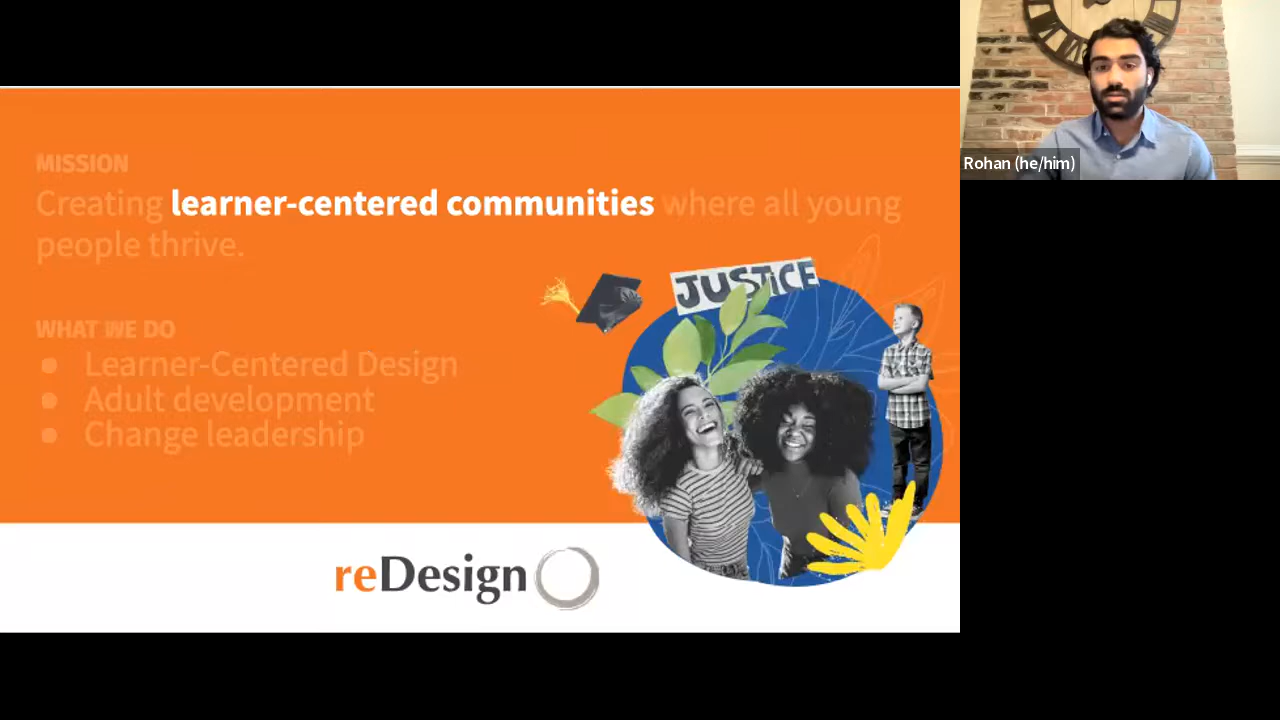 MISSION
Creating learner-centered communities where all young
people thrive.
WHAT WE DO
● Learner-Centered Design
● Adult development
● Change leadership
JUSTICE
reDesign
Rohan (he/him)